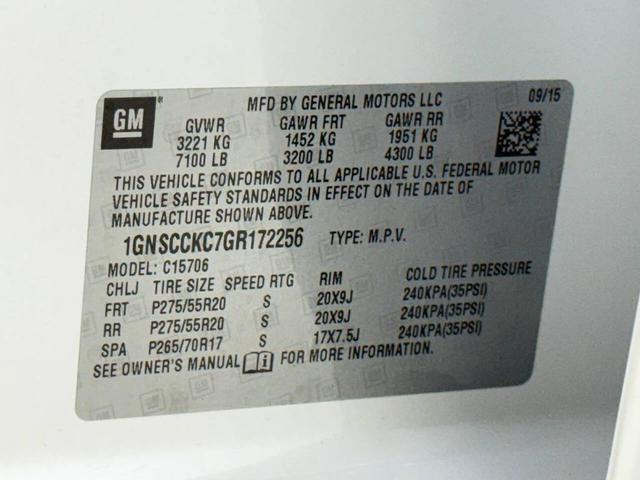 GM
MFD BY GENERAL MOTORS LLC 09/15
GVWR GAWR FRT GAWR RR
3221 KG 1452 KG 1951 KG
7100 LB 3200 LB 4300 LB
THIS VEHICLE CONFORMS TO ALL APPLICABLE U.S. FEDERAL MOTOR
VEHICLE SAFETY STANDARDS IN EFFECT ON THE DATE OF
MANUFACTURE SHOWN ABOVE.
1GNSCCKC7GR172256 TYPE: M.P.V.
MODEL: C15706
CHLJ TIRE SIZE SPEED RTG RIM COLD TIRE PRESSURE
FRT P275/55R20 S 20X9J 240KPA(35PSI)
RR P275/55R20 S 20X9J 240KPA(35PSI)
SPA P265/70R17 S 17X7.5J 240KPA(35PSI)
SEE OWNER'S MANUAL FOR MORE INFORMATION.